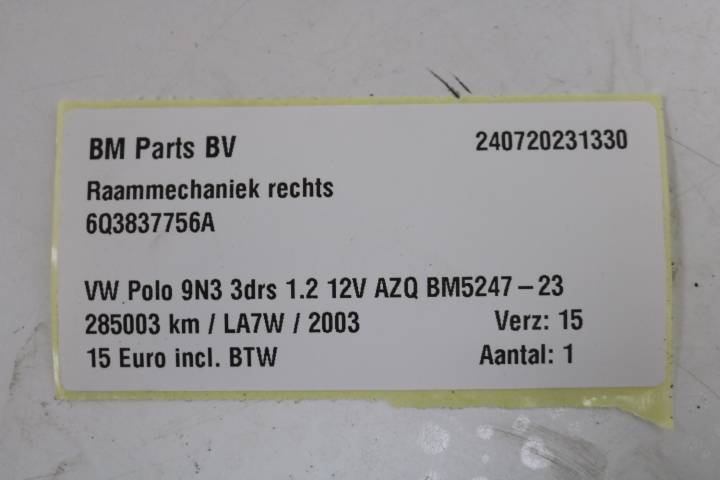 BM Parts BV 240720231330
Raammechaniek rechts
6Q3837756A
VW Polo 9N3 3drs 1.2 12V AZQ BM5247-23
285003 km / LA7W / 2003 Verz: 15
15 Euro incl. BTW Aantal: 1